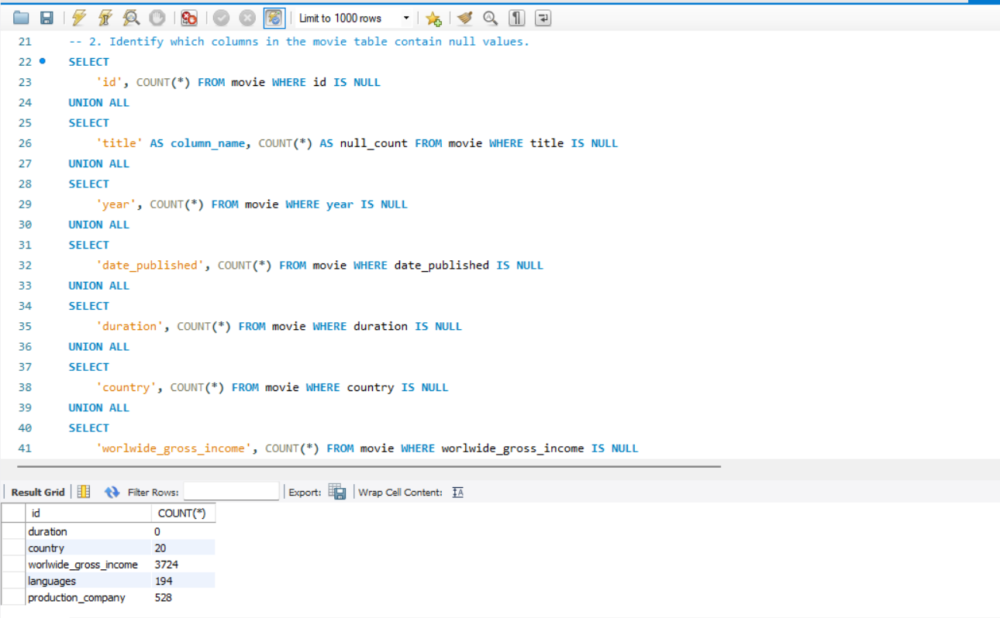 Limit to 1000 rows
21 -- 2. Identify which columns in the movie table contain null values.
22 SELECT
23 'id', COUNT(*) FROM movie WHERE id IS NULL
24 UNION ALL
25 SELECT
26 'title' AS column_name, COUNT(*) AS null_count FROM movie WHERE title IS NULL
27 UNION ALL
28 SELECT
29 'year', COUNT(*) FROM movie WHERE year IS NULL
30 UNION ALL
31 SELECT
32 'date_published', COUNT(*) FROM movie WHERE date_published IS NULL
33 UNION ALL
34 SELECT
35 'duration', COUNT(*) FROM movie WHERE duration IS NULL
36 UNION ALL
37 SELECT
38 'country', COUNT(*) FROM movie WHERE country IS NULL
39 UNION ALL
40 SELECT
41 'worlwide_gross_income', COUNT(*) FROM movie WHERE worlwide_gross_income IS NULL
Result Grid Filter Rows: Export: Wrap Cell Content: IA
id COUNT(*)
duration 0
country 20
worlwide_gross_income 3724
languages 194
production_company 528